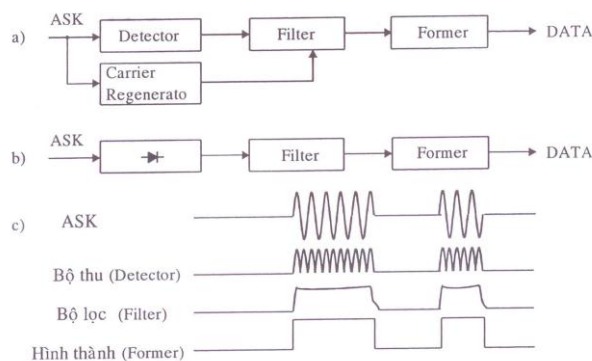 a) ASK Detector Filter Former DATA
Carrier
Regenerato
b) ASK Filter Former DATA
c) ASK
Bộ thu (Detector)
Bộ lọc (Filter)
Hình thành (Former)